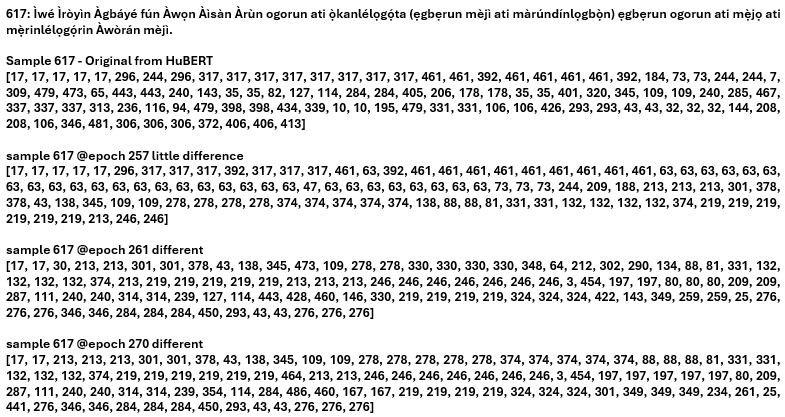 617: Ìwé Ìròyìn Àgbáyé fún Àwọn Àìsàn Àrùn ogorun ati ọ̀kanlélọgọ́ta (ẹgbẹrun mèjì ati màrúndínlọgbọ̀n) ẹgbẹrun ogorun ati mẹ̀jọ ati
mẹ̀rinlélọgọ́rin Àwòrán mèjì.
Sample 617 - Original from HuBERT
[17, 17, 17, 17, 17, 296, 244, 296, 317, 317, 317, 317, 317, 317, 317, 317, 461, 461, 392, 461, 461, 461, 461, 392, 184, 73, 73, 244, 244, 7,
309, 479, 473, 65, 443, 443, 240, 143, 35, 35, 82, 127, 114, 284, 284, 405, 206, 178, 178, 35, 35, 401, 320, 345, 109, 109, 240, 285, 467,
337, 337, 337, 313, 236, 116, 94, 479, 398, 398, 434, 339, 10, 10, 195, 479, 331, 331, 106, 106, 426, 293, 293, 43, 43, 32, 32, 32, 144, 208,
208, 106, 346, 481, 306, 306, 306, 372, 406, 406, 413]
sample 617 @epoch 257 little difference
[17, 17, 17, 17, 17, 296, 317, 317, 317, 392, 317, 317, 317, 461, 63, 392, 461, 461, 461, 461, 461, 461, 461, 461, 461, 63, 63, 63, 63, 63, 63,
63, 63, 63, 63, 63, 63, 63, 63, 63, 63, 63, 63, 63, 63, 47, 63, 63, 63, 63, 63, 63, 63, 63, 73, 73, 73, 244, 209, 188, 213, 213, 213, 301, 378,
378, 43, 138, 345, 109, 109, 278, 278, 278, 278, 374, 374, 374, 374, 374, 138, 88, 88, 81, 331, 331, 132, 132, 132, 132, 374, 219, 219, 219,
219, 219, 219, 213, 246, 246]
sample 617 @epoch 261 different
[17, 17, 30, 213, 213, 301, 301, 378, 43, 138, 345, 473, 109, 278, 278, 330, 330, 330, 330, 348, 64, 212, 302, 290, 134, 88, 81, 331, 132,
132, 132, 132, 374, 213, 219, 219, 219, 219, 219, 213, 213, 213, 246, 246, 246, 246, 246, 246, 246, 3, 454, 197, 197, 80, 80, 80, 209, 209,
287, 111, 240, 240, 314, 314, 239, 127, 114, 443, 428, 460, 146, 330, 219, 219, 219, 219, 324, 324, 324, 422, 143, 349, 259, 259, 25, 276,
276, 276, 346, 346, 284, 284, 284, 450, 293, 43, 43, 276, 276, 276]
sample 617 @epoch 270 different
[17, 17, 213, 213, 213, 301, 301, 378, 43, 138, 345, 109, 109, 278, 278, 278, 278, 278, 374, 374, 374, 374, 374, 88, 88, 88, 81, 331, 331,
132, 132, 132, 374, 219, 219, 219, 219, 219, 464, 213, 213, 246, 246, 246, 246, 246, 246, 246, 3, 454, 197, 197, 197, 197, 197, 80, 209,
287, 111, 240, 240, 314, 314, 239, 354, 114, 284, 486, 460, 167, 167, 219, 219, 219, 219, 324, 324, 324, 301, 349, 349, 349, 234, 261, 25,
441, 276, 346, 346, 284, 284, 284, 450, 293, 43, 43, 276, 276, 276]